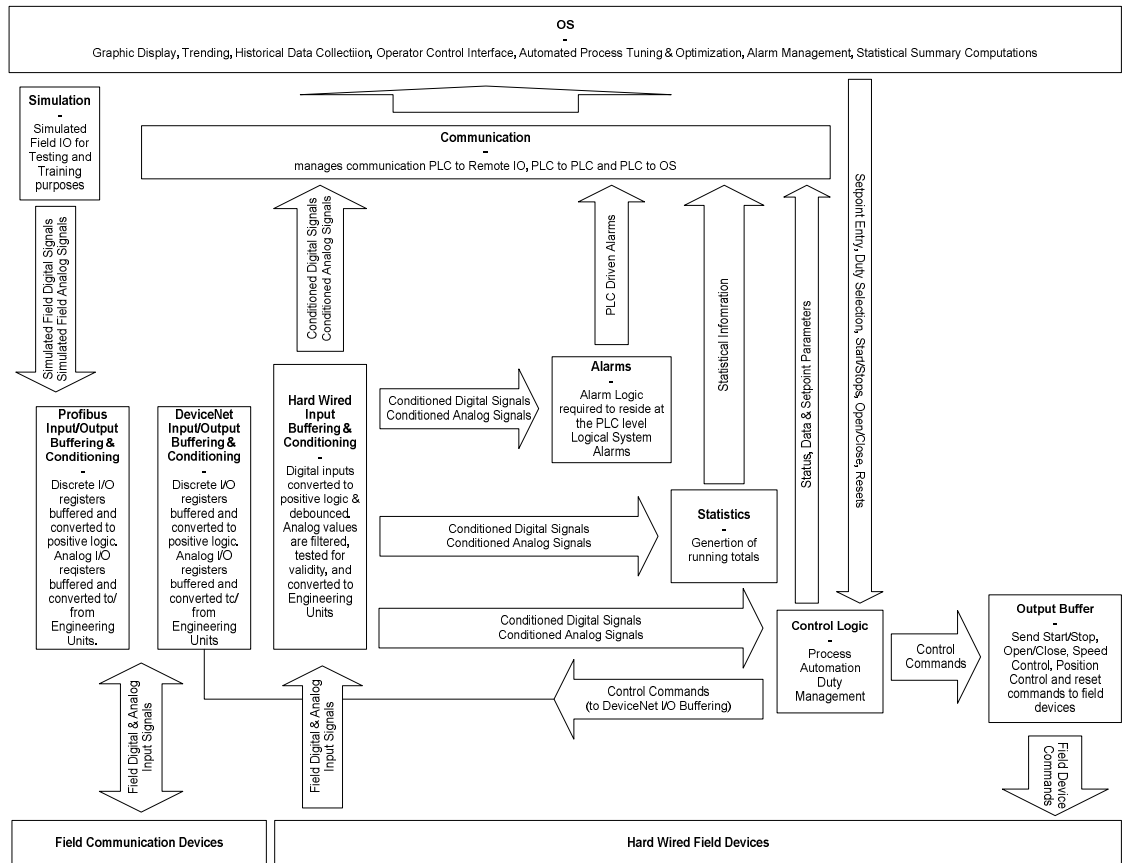 OS
-
Graphic Display, Trending, Historical Data Collectiion, Operator Control Interface, Automated Process Tuning & Optimization, Alarm Management, Statistical Summary Computations
Simulation
-
Simulated
Field IO for
Testing and
Training
purposes
Communication
-
manages communication PLC to Remote IO, PLC to PLC and PLC to OS
Simulated Field Digital Signals
Simulated Field Analog Signals
Conditioned Digital Signals
Conditioned Analog Signals
PLC Driven Alarms
Statistical Infomration
Status, Data & Setpoint Parameters
Setpoint Entry, Duty Selection, Start/Stops, Open/Close, Resets
Profibus
Input/Output
Buffering &
Conditioning
-
Discrete I/O
registers
buffered and
converted to
positive logic.
Analog I/O
reqisters
buffered and
converted to/
from
Engineering
Units.
DeviceNet
Input/Output
Buffering &
Conditioning
-
Discrete I/O
registers
buffered and
converted to
positive logic.
Analog I/O
registers
buffered and
converted to/
from
Engineering
Units
Hard Wired
Input
Buffering &
Conditioning
-
Digital inputs
converted to
positive logic &
debounced.
Analog values
are filtered,
tested for
validity, and
converted to
Engineering
Units
Conditioned Digital Signals
Conditioned Analog Signals
Alarms
-
Alarm Logic
required to reside at
the PLC level
Logical System
Alarms
Conditioned Digital Signals
Conditioned Analog Signals
Statistics
-
Genertion of
running totals
Conditioned Digital Signals
Conditioned Analog Signals
Control Logic
-
Process
Automation
Duty
Management
Control
Commands
Output Buffer
-
Send Start/Stop,
Open/Close, Speed
Control, Position
Control and reset
commands to field
devices
Control Commands
(to DeviceNet I/O Buffering)
Field Digital & Analog
Input Signals
Field Digital & Analog
Input Signals
Field Device
Commands
Field Communication Devices
Hard Wired Field Devices